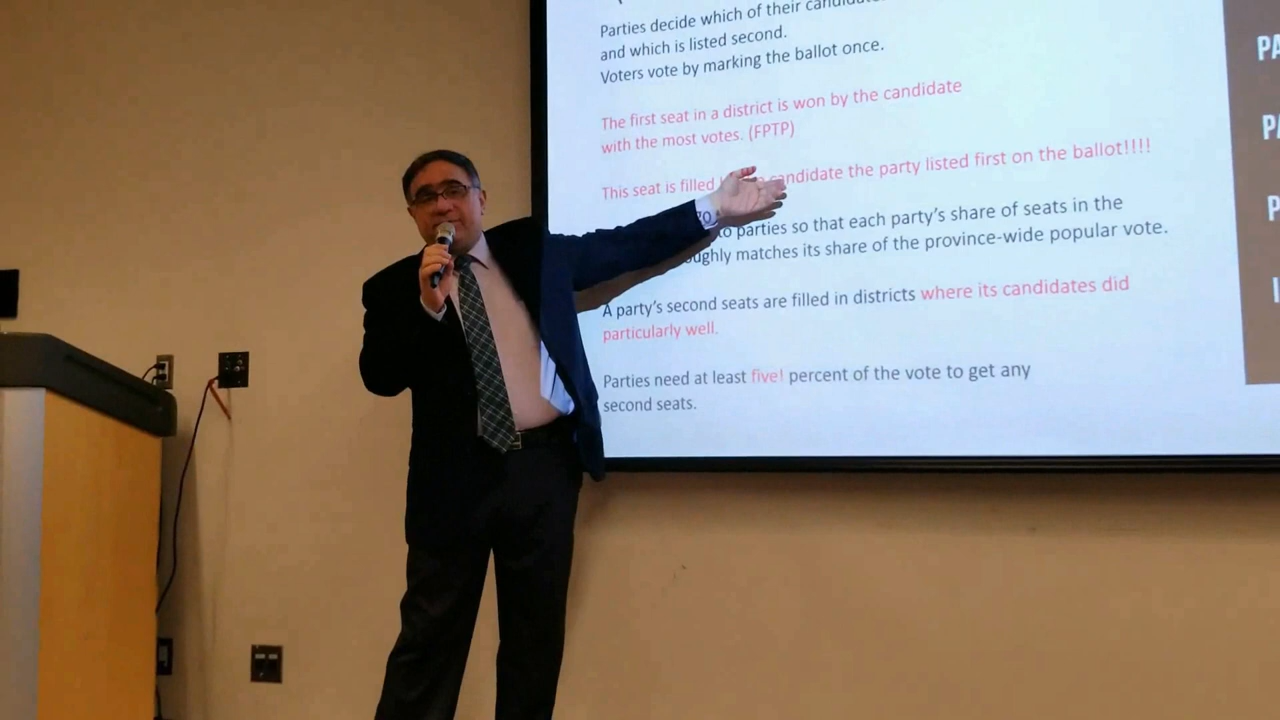 Parties decide which of their
and which is listed second.
Voters vote by marking the ballot once.
The first seat in a district is won by the candidate
with the most votes. (FPTP)
This seat is filled candidate the party listed first on the ballot!!!!
to parties so that each party's share of seats in the
roughly matches its share of the province-wide popular vote.
A party's second seats are filled in districts where its candidates did
particularly well.
Parties need at least five! percent of the vote to get any
second seats.
PA
PA
P